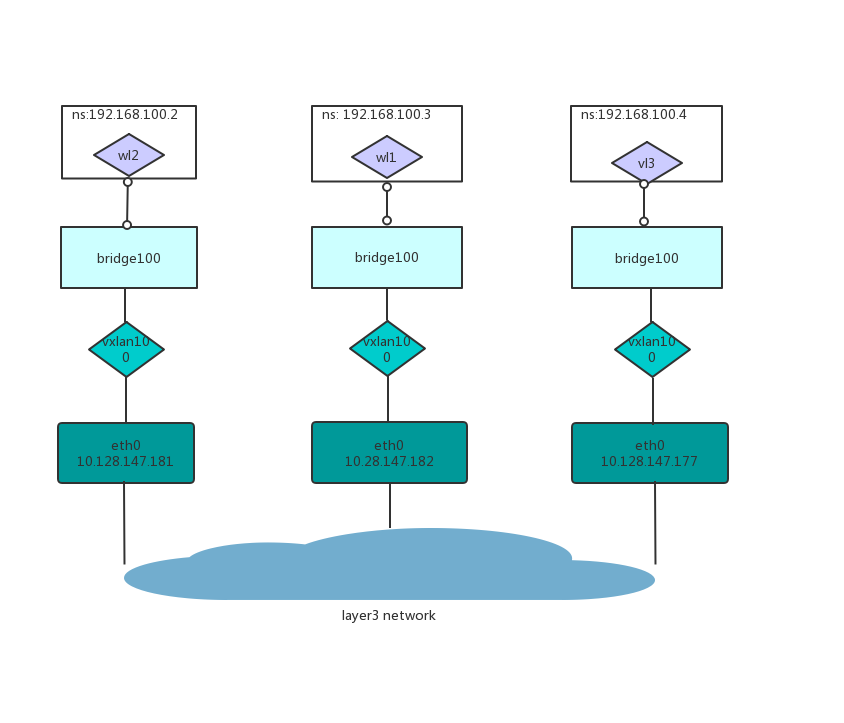 ns:192.168.100.2
ns: 192.168.100.3
ns:192.168.100.4
wl2
wl1
vl3
bridge100
bridge100
bridge100
vxlan10
0
vxlan10
0
vxlan10
0
eth0
10.128.147.181
eth0
10.28.147.182
eth0
10.128.147.177
layer3 network